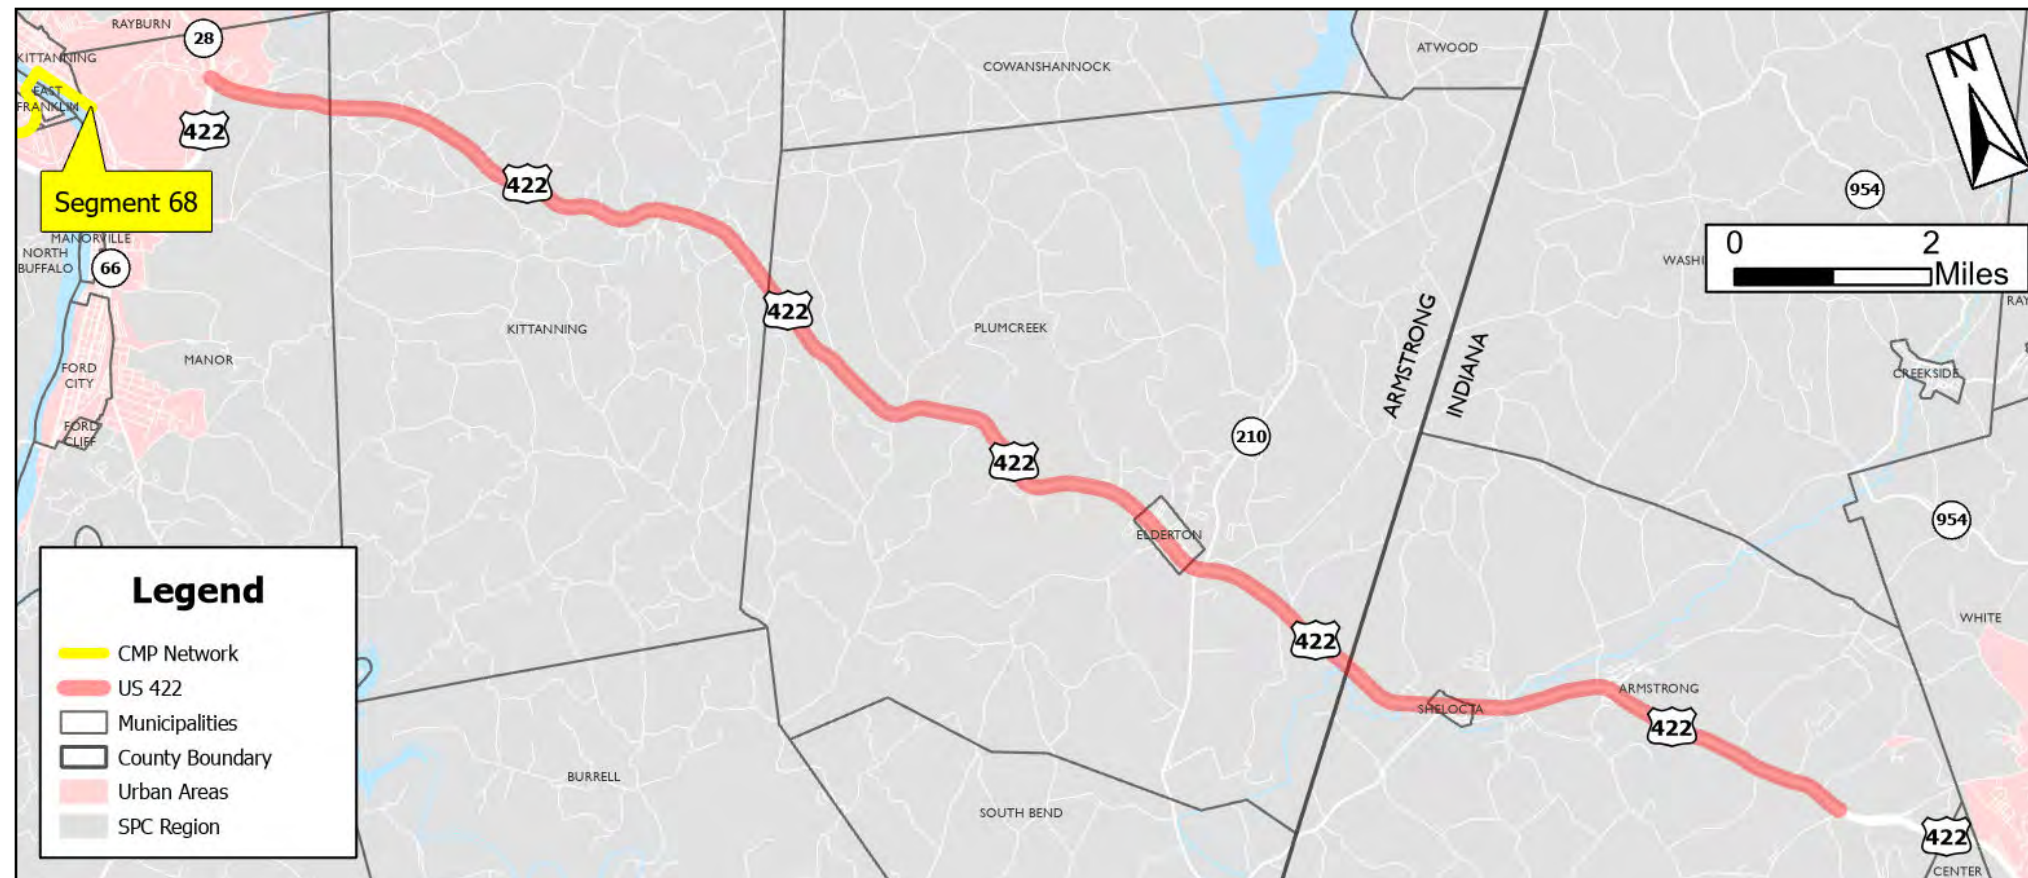 RAYBURN
28
KITTANNING
EAST
FRANKLIN
422
Segment 68
MANORVILLE
NORTH
BUFFALO
66
FORD
CITY
FORD
CLIFF
MANOR
422
KITTANNING
422
COWANSHANNOCK
ATWOOD
PLUMCREEK
422
210
ELDERTON
422
ARMSTRONG
INDIANA
N
954
0 2
Miles
CREEKSIDE
954
WHITE
SHELOCTA
ARMSTRONG
422
422
CENTER
BURRELL
SOUTH BEND
Legend
CMP Network
US 422
Municipalities
County Boundary
Urban Areas
SPC Region